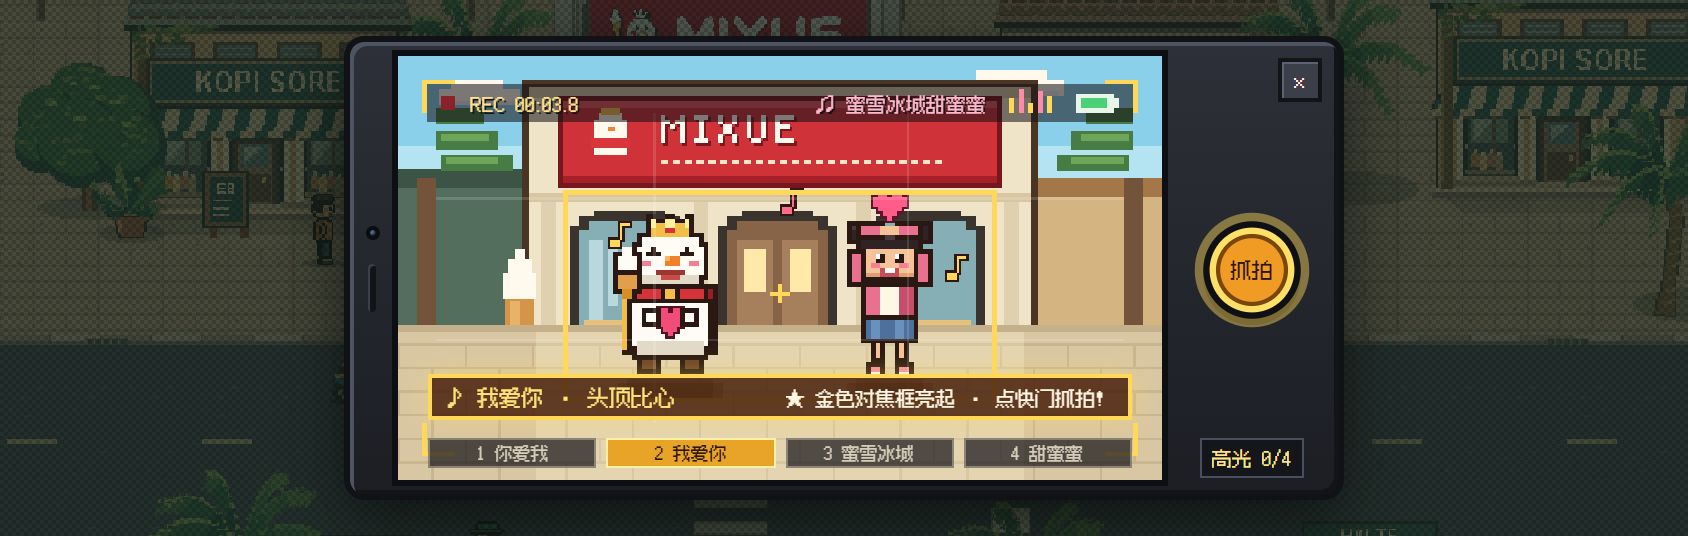 MIXUE
KOPI SORE
KOPI SORE
REC 00:03.8
♫ 蜜雪冰城甜蜜蜜
MIXUE
×
抓拍
♪ 我爱你 · 头顶比心
★ 金色对焦框亮起 · 点快门抓拍!
1 你爱我
2 我爱你
3 蜜雪冰城
4 甜蜜蜜
高光 0/4